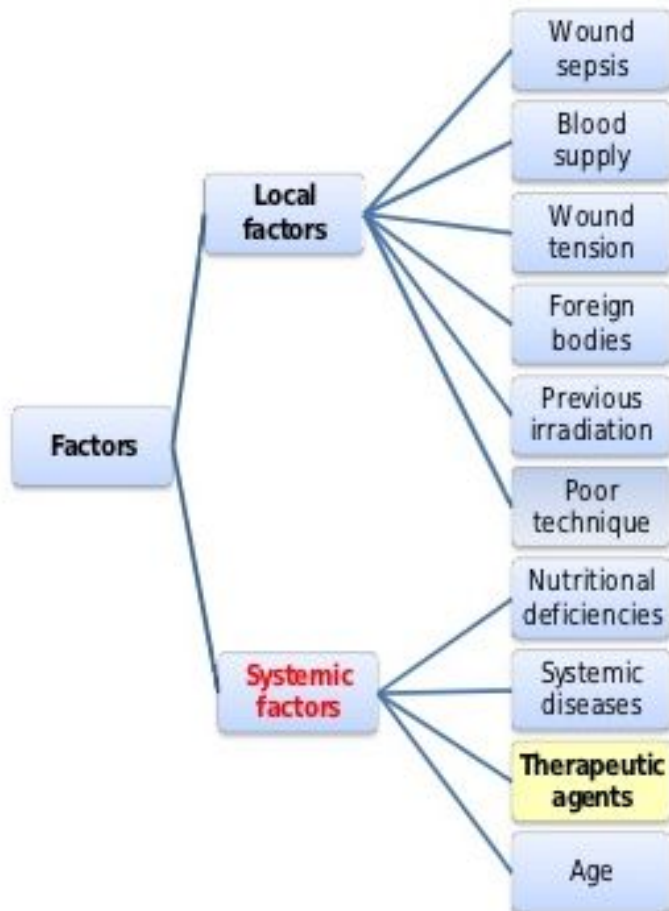 Wound
sepsis
Blood
supply
Local
factors
Wound
tension
Foreign
bodies
Previous
irradiation
Factors
Poor
technique
Nutritional
deficiencies
Systemic
factors
Systemic
diseases
Therapeutic
agents
Age